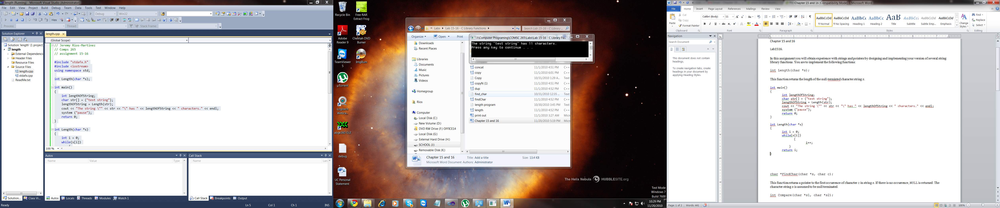 length (Running) - Microsoft Visual Studio (Administrator)
File Edit View Project Build Debug Team Data Tools Test Window Help
Debug Win32
Hex
Process: Thread: Stack Frame:
Solution Explorer
Solution 'length' (1 project
length
External Dependenci
Header Files
Resource Files
Source Files
length.cpp
stdafx.cpp
ReadMe.txt
Solution... Class Vi...
length.cpp
(Global Scope)
// Jeremy Rios-Martinez
// Comps 265
// assignment 15-16
#include "stdafx.h"
#include <iostream>
using namespace std;
int Length(char *s);
int main()
{
int lengthOfString;
char str[] = {"test string"};
lengthOfString = Length(str);
cout << "The string \"" << str << "\" has " << lengthOfString << " characters." << endl;
system ("pause");
return 0;
}
int Length(char *s)
{
int i = 0;
while(s[i])
100 %
Autos
Name Value Type
Autos Locals Threads Modules Watch 1
Call Stack
Name Lan
Call Stack Breakpoints Output
Ready Ln 5 Col 1 Ch 1 INS
Recycle Bin
Free RAR
Extract Frog
Adobe
Reader 9
Cheetah DVD
Burner
TeamViewer
5
ImgBurn
µTorrent
Logitech
Webca...
abgx360 GUI
debug
UC Personal
Statement
« Labs Lab 15-16 - C Library Functions
Search Lab 15-16 - C Library ...
Organize Open Print
Downloads
Recent Places
Libraries
Documents
Music
Pictures
Videos
Homegroup
Rios
Computer
Local Disk (C:)
New Volume (D:)
DVD RW Drive (F:) OFFICE14
Local Disk (G:)
External Hard Drive (H:)
SCHOOL (J:)
Removable Disk (K:)
J:\Computer Programing\COMSC 265\Labs\Lab 15-16 - C Library Fu...
The string "test string" has 11 characters.
Press any key to continue . . .
concat 11/1/2010 4:51 PM C++
copy 11/1/2010 6:01 PM C++
Copy 10/31/2010 1:29 A... Text
copyN (1) 11/1/2010 4:51 PM C++
dup 11/1/2010 4:52 PM C++
find_char 10/31/2010 12:35 ... Text
findChar 11/1/2010 4:52 PM C++
length program 10/30/2010 3:45 PM Text
length 11/1/2010 4:52 PM C++
print out 11/1/2010 3:27 AM Micr
Chapter 15 and 16 11/20/2010 5:19 PM Micr
Chapter 15 and 16 Title: Add a title Size: 13.4 KB
Microsoft Word Document Authors: Administrator
The Helix Nebula HUBBLESITE.org
Test Mode
Windows 7
Build 7600
10:29 PM
11/20/2010
Chapter 15 and 16 [Compatibility Mode] - Microsoft Word
File Home Insert Page Layout References Mailings Review View
Paste
Cut
Copy
Format Painter
Clipboard
Calibri (Body) 11
Font
Paragraph
AaBbCcDd AaBbCcDd AaBbCc AaBbCc AaB AaBbCci AaBbCcDd AaBbCcDd
¶ Normal ¶ No Spacing Heading 1 Heading 2 Title Subtitle Subtle Emp... Emphasis
Change
Styles
Styles
Find
Replace
Select
Editing
Navigation
Search Document
This document does not contain
headings.
To create navigation tabs, create
headings in your document by
applying Heading Styles.
Chapter 15 and 16
Lab1516.
In this assignment you will obtain experience with strings and pointers by designing and implementing your version of several string
library functions. You are to implement the following functions:
int Length(char *s);
This function returns the length of the null-terminted character string s.
int main()
{
int lengthOfString;
char str[] = {"test string"};
lengthOfString = Length(str);
cout << "The string \"" << str << "\" has " << lengthOfString << " characters." << endl;
system ("pause");
return 0;
}
int Length(char *s)
{
int i = 0;
while(s[i])
{
i++;
}
return i;
}
char *FindChar(char *s, char c);
This function returns a pointer to the first occurrence of character c in string s. If there is no occurrence, NULL is returned. The
character string s is assumed to be null terminated.
int Compare(char *s1, char *s2);
Page: 1 of 2 Words: 441 100%